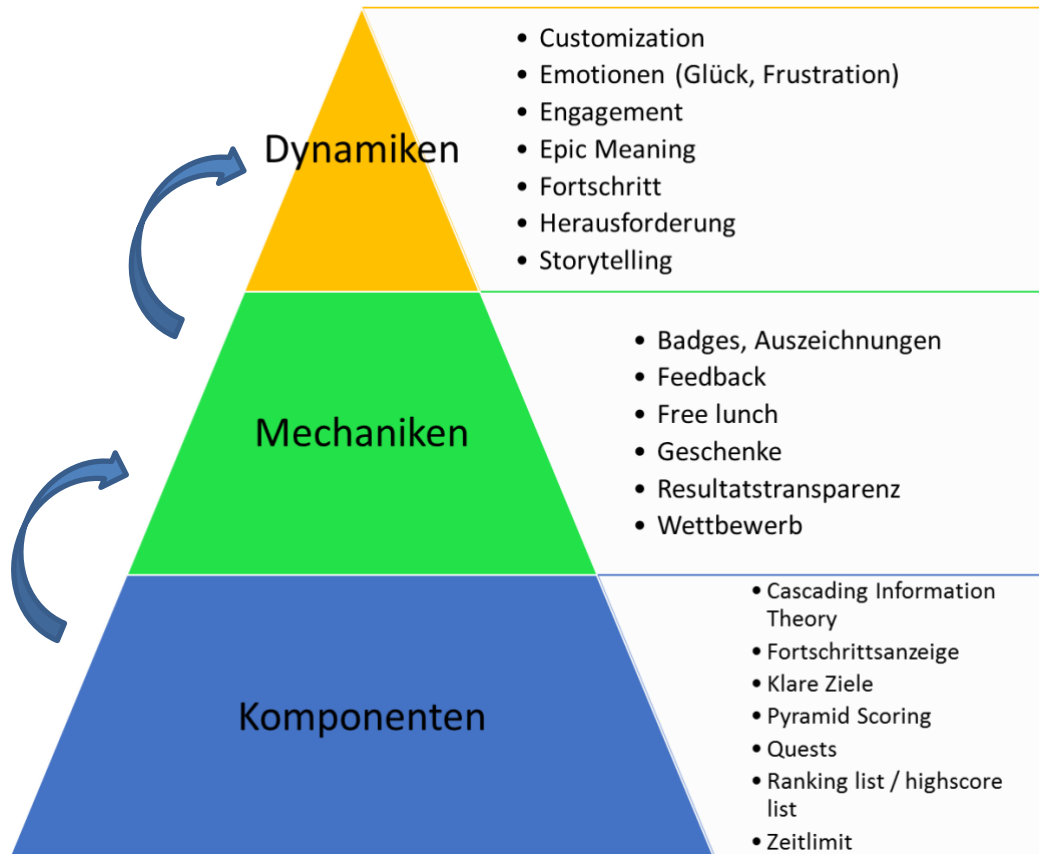 Dynamiken
• Customization
• Emotionen (Glück, Frustration)
• Engagement
• Epic Meaning
• Fortschritt
• Herausforderung
• Storytelling
Mechaniken
• Badges, Auszeichnungen
• Feedback
• Free lunch
• Geschenke
• Resultatstransparenz
• Wettbewerb
Komponenten
• Cascading Information
Theory
• Fortschrittsanzeige
• Klare Ziele
• Pyramid Scoring
• Quests
• Ranking list / highscore
list
• Zeitlimit